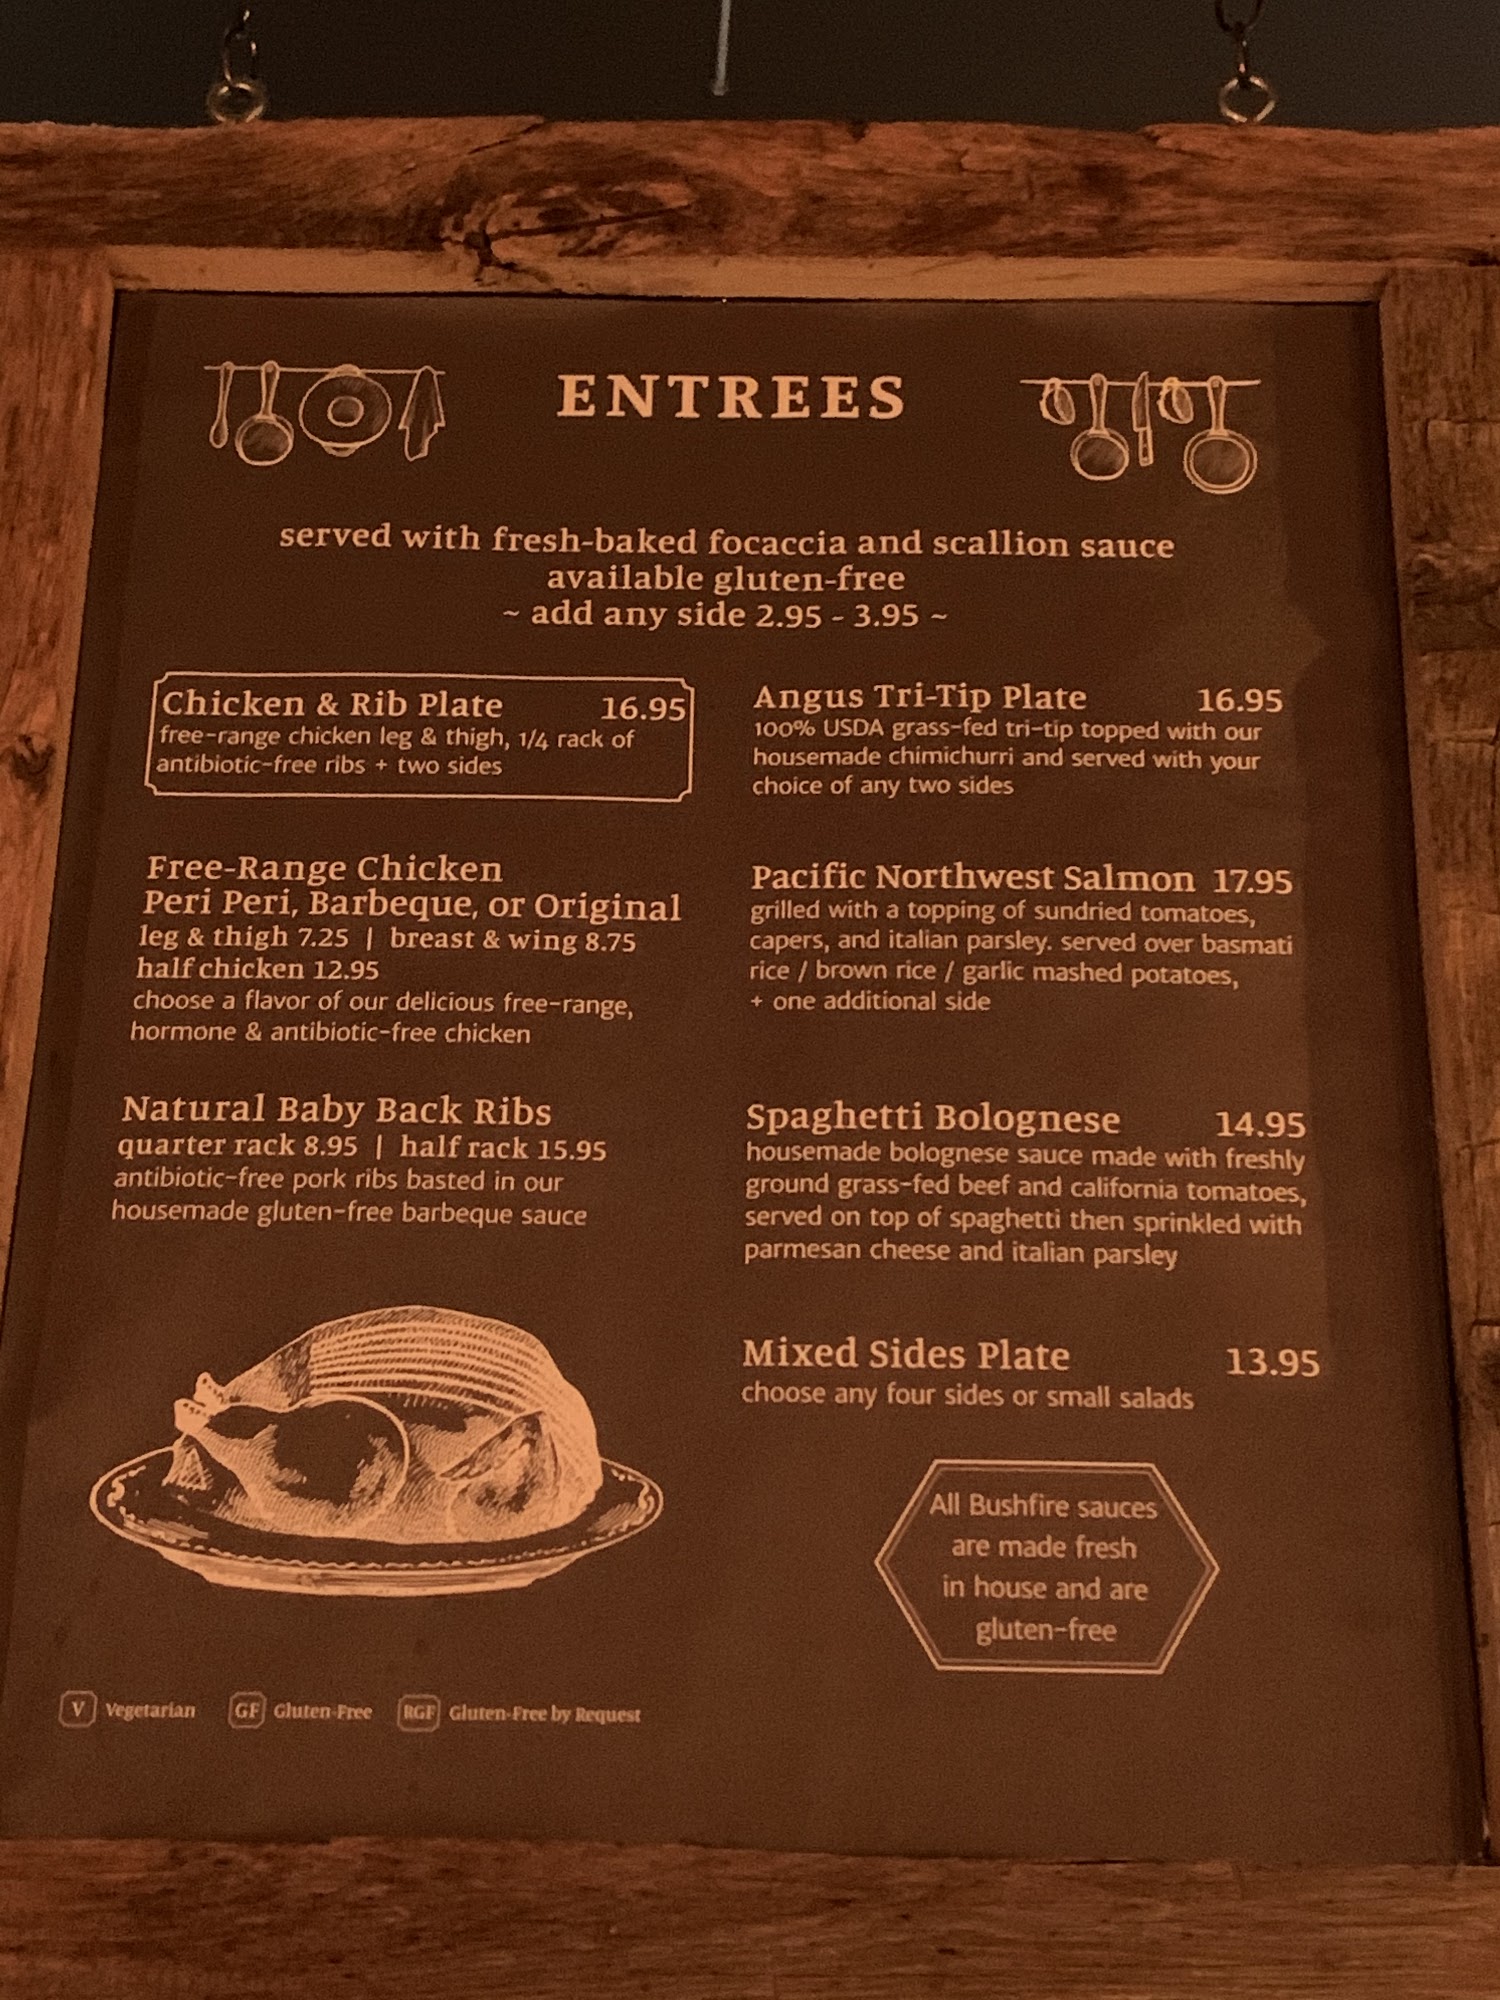 ENTREES
served with fresh-baked focaccia and scallion sauce
available gluten-free
~ add any side 2.95 - 3.95 ~
Chicken & Rib Plate 16.95
free-range chicken leg & thigh, 1/4 rack of
antibiotic-free ribs + two sides
Free-Range Chicken
Peri Peri, Barbeque, or Original
leg & thigh 7.25 | breast & wing 8.75
half chicken 12.95
choose a flavor of our delicious free-range,
hormone & antibiotic-free chicken
Natural Baby Back Ribs
quarter rack 8.95 | half rack 15.95
antibiotic-free pork ribs basted in our
housemade gluten-free barbeque sauce
Angus Tri-Tip Plate 16.95
100% USDA grass-fed tri-tip topped with our
housemade chimichurri and served with your
choice of any two sides
Pacific Northwest Salmon 17.95
grilled with a topping of sundried tomatoes,
capers, and italian parsley. served over basmati
rice / brown rice / garlic mashed potatoes,
+ one additional side
Spaghetti Bolognese 14.95
housemade bolognese sauce made with freshly
ground grass-fed beef and california tomatoes,
served on top of spaghetti then sprinkled with
parmesan cheese and italian parsley
Mixed Sides Plate 13.95
choose any four sides or small salads
All Bushfire sauces
are made fresh
in house and are
gluten-free
V Vegetarian GF Gluten-Free RGF Gluten-Free by Request